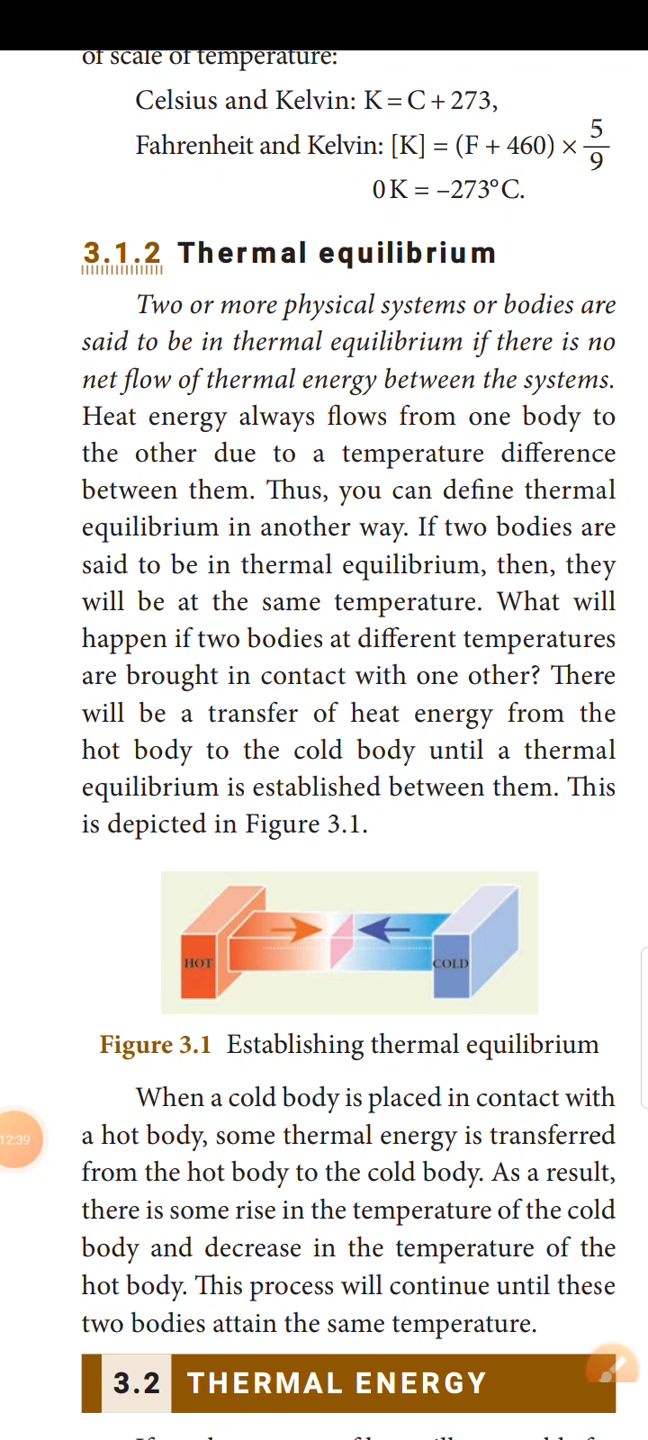 of scale of temperature:
Celsius and Kelvin: K = C + 273,
Fahrenheit and Kelvin: [K] = (F + 460) × 5/9
0 K = –273°C.
3.1.2 Thermal equilibrium
Two or more physical systems or bodies are
said to be in thermal equilibrium if there is no
net flow of thermal energy between the systems.
Heat energy always flows from one body to
the other due to a temperature difference
between them. Thus, you can define thermal
equilibrium in another way. If two bodies are
said to be in thermal equilibrium, then, they
will be at the same temperature. What will
happen if two bodies at different temperatures
are brought in contact with one other? There
will be a transfer of heat energy from the
hot body to the cold body until a thermal
equilibrium is established between them. This
is depicted in Figure 3.1.
HOT
COLD
Figure 3.1 Establishing thermal equilibrium
When a cold body is placed in contact with
a hot body, some thermal energy is transferred
from the hot body to the cold body. As a result,
there is some rise in the temperature of the cold
body and decrease in the temperature of the
hot body. This process will continue until these
two bodies attain the same temperature.
12:39
3.2 THERMAL ENERGY